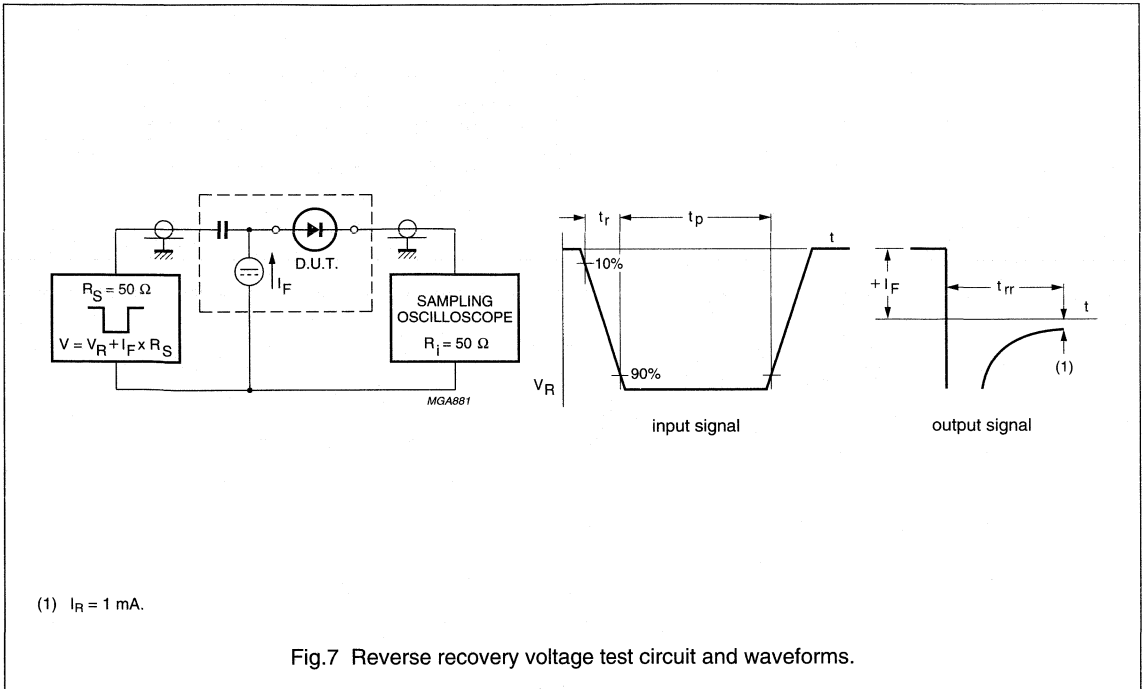 R_S = 50 Ω
V = V_R + I_F x R_S
I_F
D.U.T.
SAMPLING
OSCILLOSCOPE
R_i = 50 Ω
MGA881
t_r
t_p
t
10%
90%
V_R
input signal
+ I_F
t_rr
t
(1)
output signal
(1) I_R = 1 mA.
Fig.7 Reverse recovery voltage test circuit and waveforms.